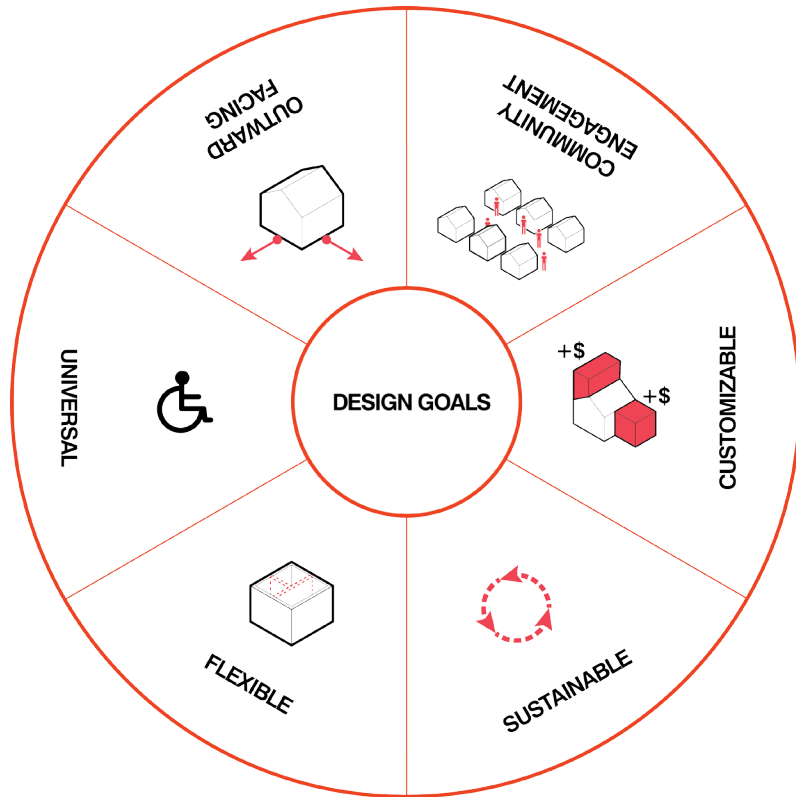 OUTWARD
FACING
COMMUNITY
ENGAGEMENT
+$
+$
CUSTOMIZABLE
UNIVERSAL
DESIGN GOALS
FLEXIBLE
SUSTAINABLE